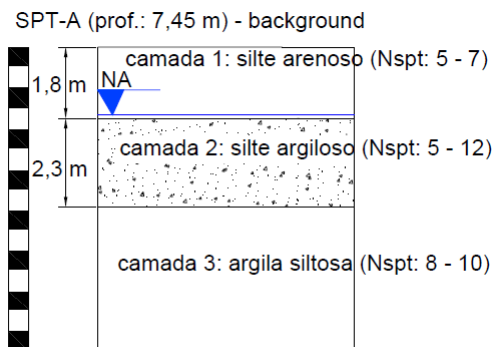 SPT-A (prof.: 7,45 m) - background
camada 1: silte arenoso (Nspt: 5 - 7)
1,8 m
NA
camada 2: silte argiloso (Nspt: 5 - 12)
2,3 m
camada 3: argila siltosa (Nspt: 8 - 10)